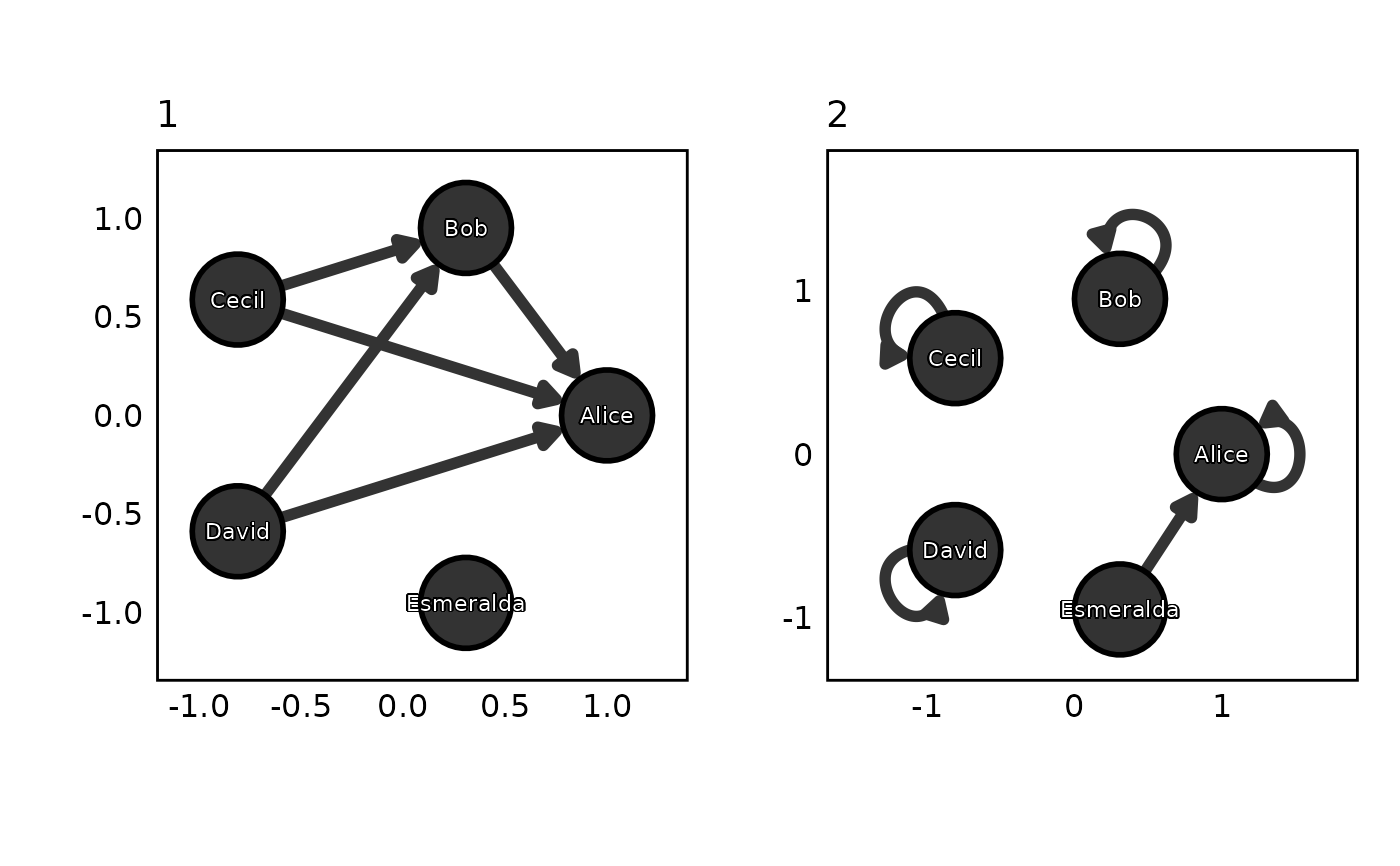 1
1.0
0.5
0.0
-0.5
-1.0
Bob
Cecil
Alice
David
Esmeralda
-1.0 -0.5 0.0 0.5 1.0
2
1
0
-1
Bob
Cecil
Alice
David
Esmeralda
-1 0 1